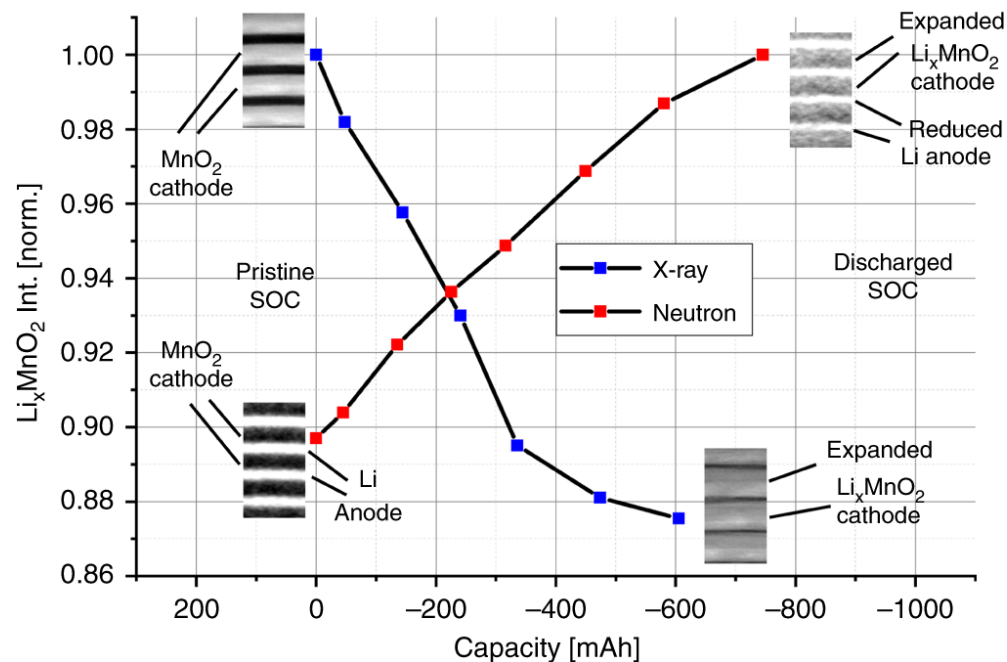 1.00
0.98
0.96
0.94
0.92
0.90
0.88
0.86
LiₓMnO₂ Int. [norm.]
200
0
−200
−400
−600
−800
−1000
Capacity [mAh]
MnO₂
cathode
Pristine
SOC
MnO₂
cathode
Li
Anode
X-ray
Neutron
Expanded
LiₓMnO₂
cathode
Reduced
Li anode
Discharged
SOC
Expanded
LiₓMnO₂
cathode